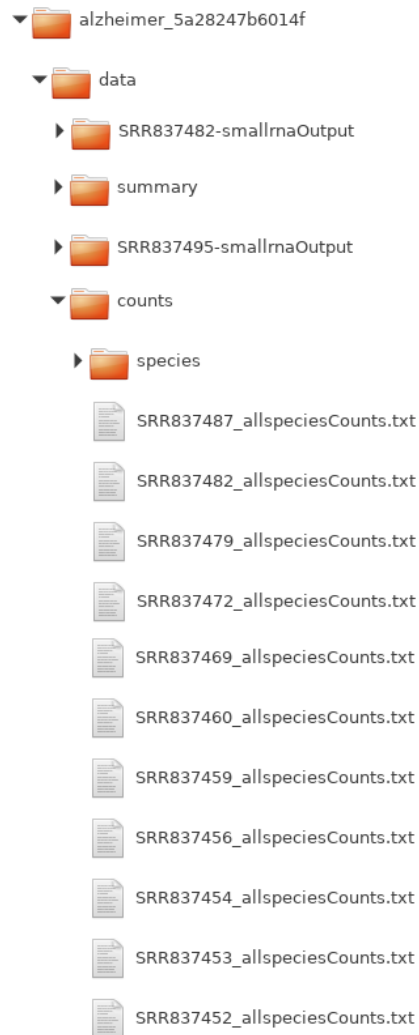 alzheimer_5a28247b6014f
data
SRR837482-smallrnaOutput
summary
SRR837495-smallrnaOutput
counts
species
SRR837487_allspeciesCounts.txt
SRR837482_allspeciesCounts.txt
SRR837479_allspeciesCounts.txt
SRR837472_allspeciesCounts.txt
SRR837469_allspeciesCounts.txt
SRR837460_allspeciesCounts.txt
SRR837459_allspeciesCounts.txt
SRR837456_allspeciesCounts.txt
SRR837454_allspeciesCounts.txt
SRR837453_allspeciesCounts.txt
SRR837452_allspeciesCounts.txt